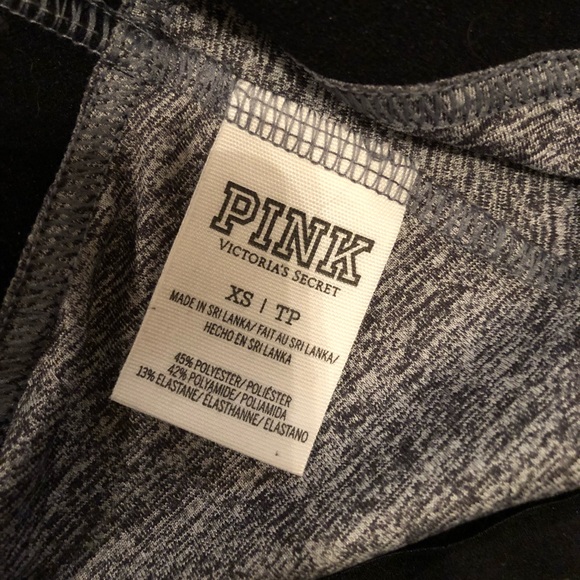 PINK
VICTORIA'S SECRET
XS | TP
MADE IN SRI LANKA/ FAIT AU SRI LANKA/
HECHO EN SRI LANKA
45% POLYESTER/ POLIÉSTER
42% POLYAMIDE/ POLIAMIDA
13% ELASTANE/ ÉLASTHANNE/ ELASTANO